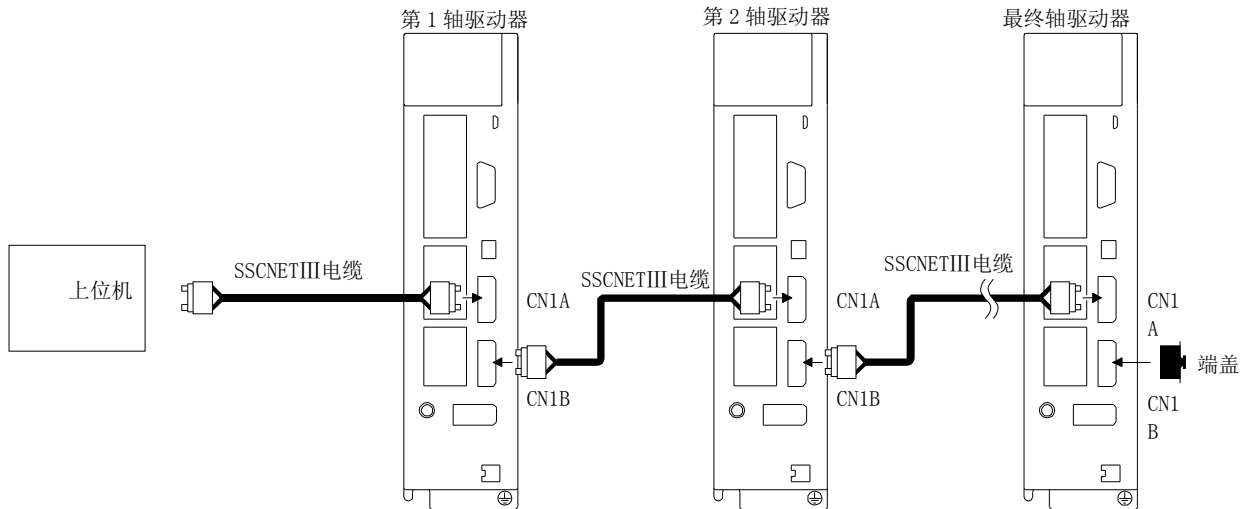 第1轴驱动器
第2轴驱动器
最终轴驱动器
上位机
SSCNETⅢ电缆
CN1A
CN1B
SSCNETⅢ电缆
CN1A
CN1B
SSCNETⅢ电缆
CN1
A
CN1
B
端盖